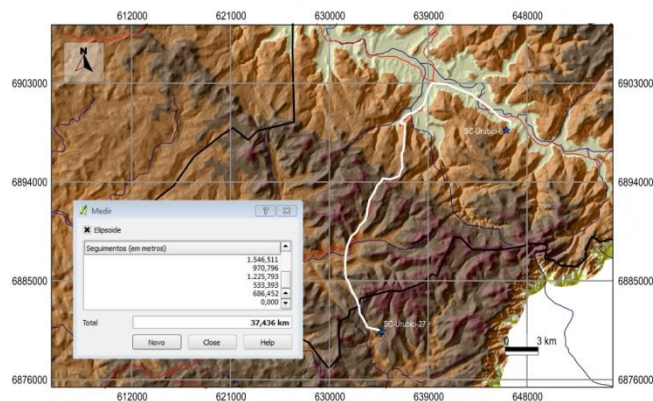 612000 621000 630000 639000 648000
N
6903000 6903000
SC-Urubici-6
6894000 6894000
Medir
Elipsoide
Seguimentos (em metros)
1.546,511
970,796
1.225,793
533,393
686,452
0,000
Total 37,436 km
Novo Close Help
6885000 6885000
SC-Urubici-27
0 3 km
6876000 6876000
612000 621000 630000 639000 648000